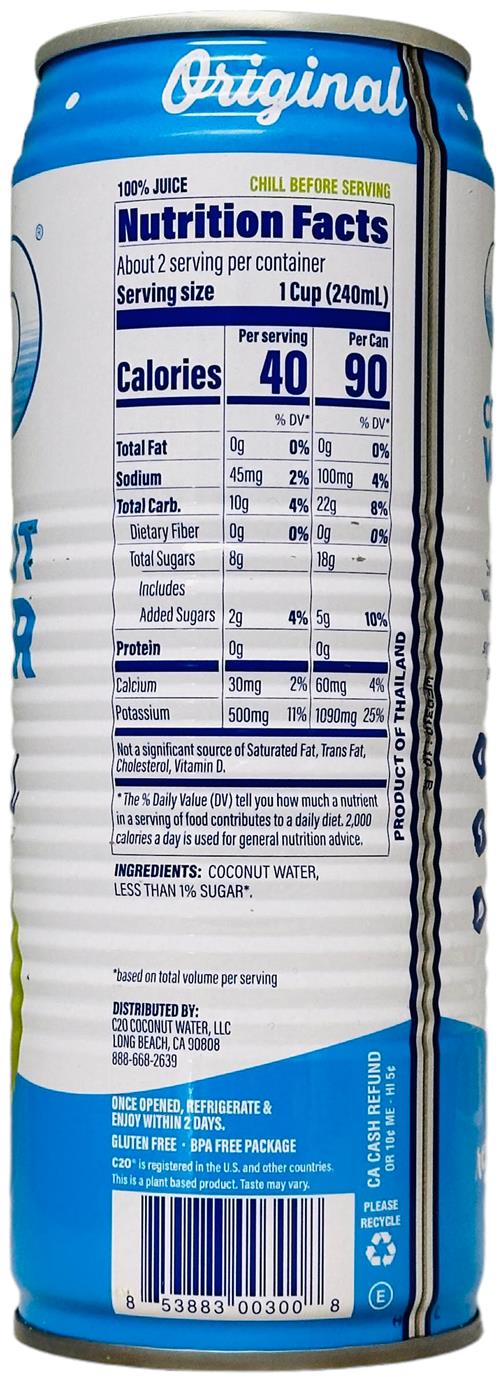 Original
®
100% JUICE CHILL BEFORE SERVING
Nutrition Facts
About 2 serving per container
Serving size 1 Cup (240mL)
Per serving Per Can
Calories 40 90
% DV* % DV*
Total Fat 0g 0% 0g 0%
Sodium 45mg 2% 100mg 4%
Total Carb. 10g 4% 22g 8%
Dietary Fiber 0g 0% 0g 0%
Total Sugars 8g 18g
Includes
Added Sugars 2g 4% 5g 10%
Protein 0g 0g
Calcium 30mg 2% 60mg 4%
Potassium 500mg 11% 1090mg 25%
Not a significant source of Saturated Fat, Trans Fat,
Cholesterol, Vitamin D.
*The % Daily Value (DV) tell you how much a nutrient
in a serving of food contributes to a daily diet. 2,000
calories a day is used for general nutrition advice.
PRODUCT OF THAILAND
INGREDIENTS: COCONUT WATER,
LESS THAN 1% SUGAR*.
*based on total volume per serving
DISTRIBUTED BY:
C20 COCONUT WATER, LLC
LONG BEACH, CA 90808
888-668-2639
ONCE OPENED, REFRIGERATE &
ENJOY WITHIN 2 DAYS.
GLUTEN FREE · BPA FREE PACKAGE
C20® is registered in the U.S. and other countries.
This is a plant based product. Taste may vary.
CA CASH REFUND
OR 10¢ ME - HI 5¢
PLEASE
RECYCLE
E
8 53883 00300 8